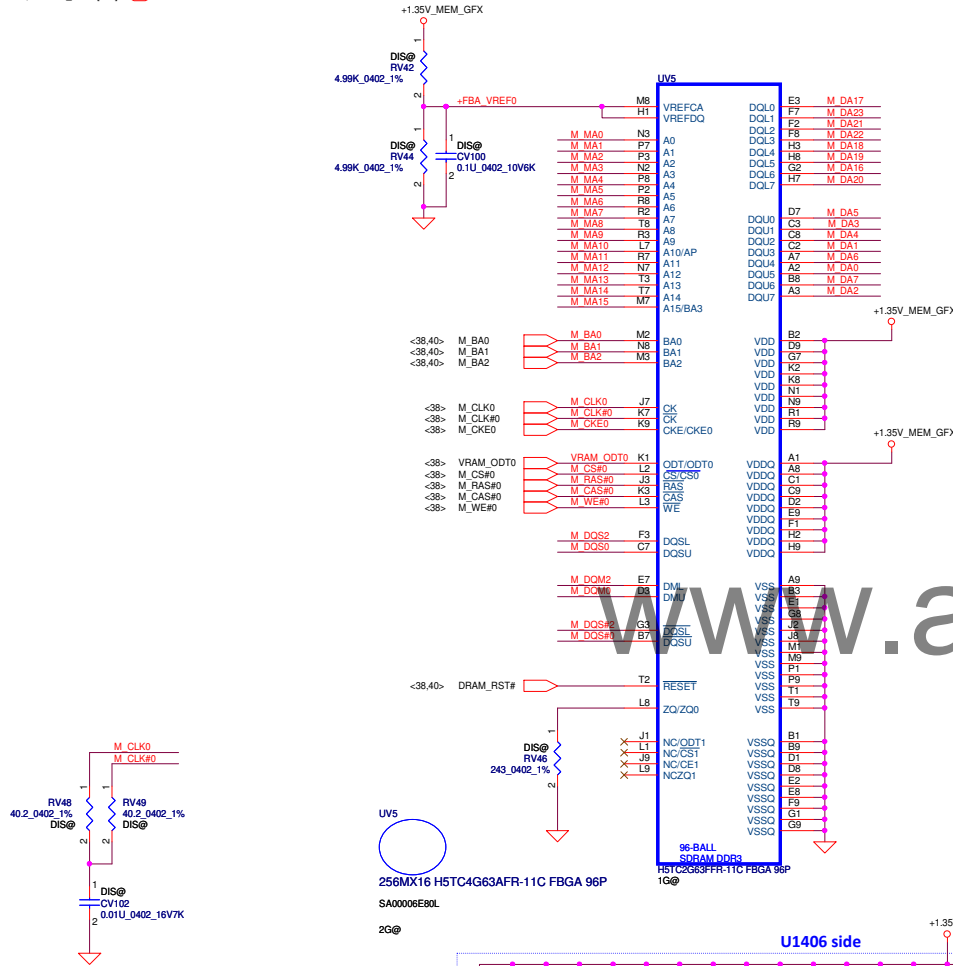 +1.35V_MEM_GFX
1
DIS@
RV42
4.99K_0402_1%
2
+FBA_VREF0
DIS@
RV44
4.99K_0402_1%
1
2
1
DIS@
CV100
0.1U_0402_10V6K
2
UV5
M8 VREFCA
H1 VREFDQ
M_MA0 N3 A0
M_MA1 P7 A1
M_MA2 P3 A2
M_MA3 N2 A3
M_MA4 P8 A4
M_MA5 P2 A5
M_MA6 R8 A6
M_MA7 R2 A7
M_MA8 T8 A8
M_MA9 R3 A9
M_MA10 L7 A10/AP
M_MA11 R7 A11
M_MA12 N7 A12
M_MA13 T3 A13
M_MA14 T7 A14
M_MA15 M7 A15/BA3
<38,40> M_BA0 M_BA0 M2 BA0
<38,40> M_BA1 M_BA1 N8 BA1
<38,40> M_BA2 M_BA2 M3 BA2
<38> M_CLK0 M_CLK0 J7 CK
<38> M_CLK#0 M_CLK#0 K7 CK
<38> M_CKE0 M_CKE0 K9 CKE/CKE0
<38> VRAM_ODT0 VRAM_ODT0 K1 ODT/ODT0
<38> M_CS#0 M_CS#0 L2 CS/CS0
<38> M_RAS#0 M_RAS#0 J3 RAS
<38> M_CAS#0 M_CAS#0 K3 CAS
<38> M_WE#0 M_WE#0 L3 WE
M_DQS2 F3 DQSL
M_DQS0 C7 DQSU
M_DQM2 E7 DML
M_DQM0 D3 DMU
M_DQS#2 G3 DQSL
M_DQS#0 B7 DQSU
<38,40> DRAM_RST# T2 RESET
L8 ZQ/ZQ0
J1 NC/ODT1
L1 NC/CS1
J9 NC/CE1
L9 NCZQ1
DQL0 E3 M_DA17
DQL1 F7 M_DA23
DQL2 F2 M_DA21
DQL3 F8 M_DA22
DQL4 H3 M_DA18
DQL5 H8 M_DA19
DQL6 G2 M_DA16
DQL7 H7 M_DA20
DQU0 D7 M_DA5
DQU1 C3 M_DA3
DQU2 C8 M_DA4
DQU3 C2 M_DA1
DQU4 A7 M_DA6
DQU5 A2 M_DA0
DQU6 B8 M_DA7
DQU7 A3 M_DA2
+1.35V_MEM_GFX
VDD B2
VDD D9
VDD G7
VDD K2
VDD K8
VDD N1
VDD N9
VDD R1
VDD R9
+1.35V_MEM_GFX
VDDQ A1
VDDQ A8
VDDQ C1
VDDQ C9
VDDQ D2
VDDQ E9
VDDQ F1
VDDQ H2
VDDQ H9
VSS A9
VSS B3
VSS E1
VSS G8
VSS J2
VSS J8
VSS M1
VSS M9
VSS P1
VSS P9
VSS T1
VSS T9
VSSQ B1
VSSQ B9
VSSQ D1
VSSQ D8
VSSQ E2
VSSQ E8
VSSQ F9
VSSQ G1
VSSQ G9
www.a
1
DIS@
RV46
243_0402_1%
2
96-BALL
SDRAM DDR3
H5TC2G63FFR-11C FBGA 96P
1G@
M_CLK0
M_CLK#0
1
1
RV48
40.2_0402_1%
DIS@
2
RV49
40.2_0402_1%
DIS@
2
1
DIS@
CV102
0.01U_0402_16V7K
2
UV5
256MX16 H5TC4G63AFR-11C FBGA 96P
SA00006E80L
2G@
U1406 side
+1.35